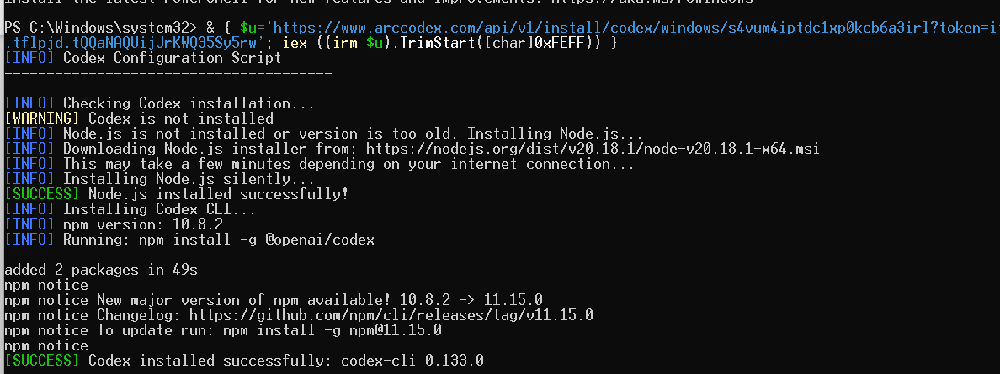 Install the latest PowerShell for new features and improvements! https://aka.ms/PSWindows
PS C:\Windows\system32> & { $u='https://www.arccodex.com/api/v1/install/codex/windows/s4vum4iptdc1xp0kcb6a3irl?token=i
.tflpjd.tQQaNAQUijJrKWQ35Sy5rw'; iex ((irm $u).TrimStart([char]0xFEFF)) }
[INFO] Codex Configuration Script
=======================================
[INFO] Checking Codex installation...
[WARNING] Codex is not installed
[INFO] Node.js is not installed or version is too old. Installing Node.js...
[INFO] Downloading Node.js installer from: https://nodejs.org/dist/v20.18.1/node-v20.18.1-x64.msi
[INFO] This may take a few minutes depending on your internet connection...
[INFO] Installing Node.js silently...
[SUCCESS] Node.js installed successfully!
[INFO] Installing Codex CLI...
[INFO] npm version: 10.8.2
[INFO] Running: npm install -g @openai/codex
added 2 packages in 49s
npm notice
npm notice New major version of npm available! 10.8.2 -> 11.15.0
npm notice Changelog: https://github.com/npm/cli/releases/tag/v11.15.0
npm notice To update run: npm install -g npm@11.15.0
npm notice
[SUCCESS] Codex installed successfully: codex-cli 0.133.0